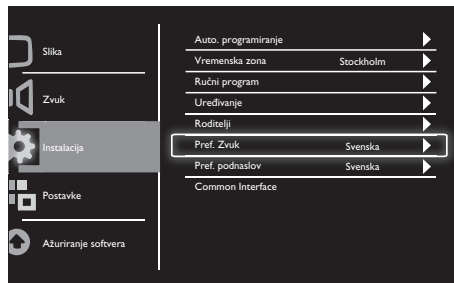 Slika
Zvuk
Instalacija
Postavke
Ažuriranje softvera
Auto. programiranje
Vremenska zona Stockholm
Ručni program
Uređivanje
Roditelji
Pref. Zvuk Svenska
Pref. podnaslov Svenska
Common Interface